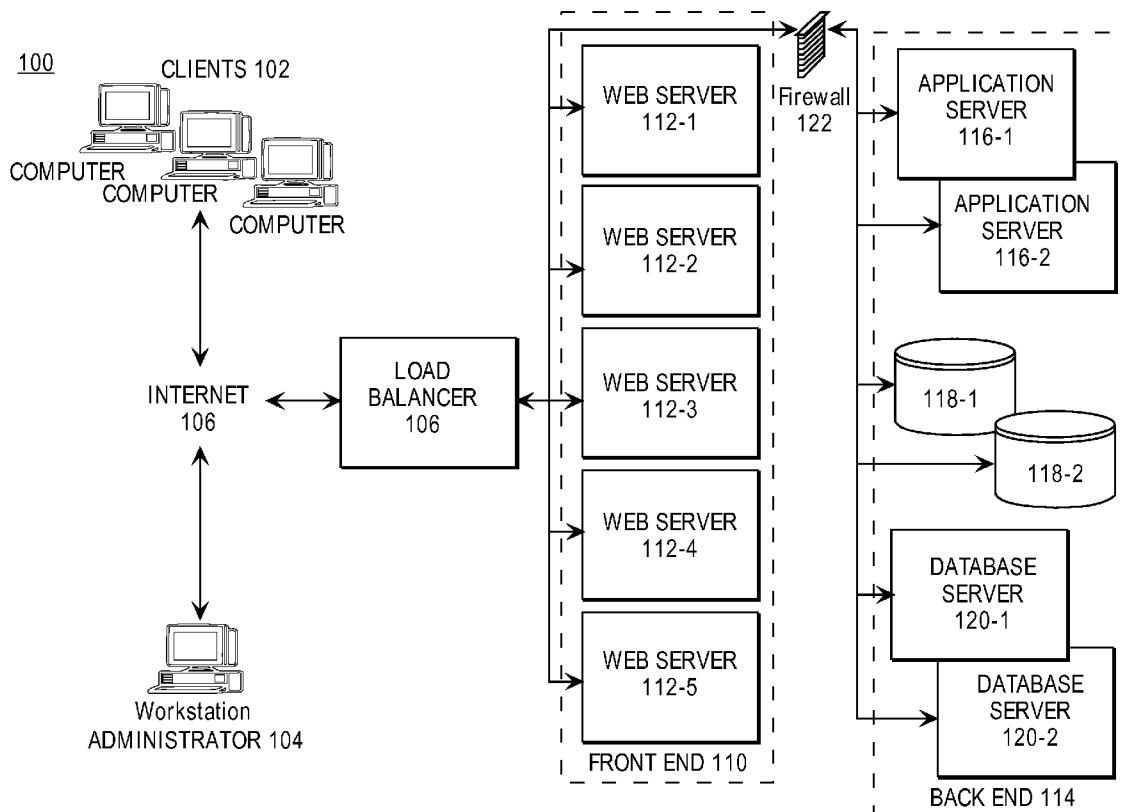 100
CLIENTS 102
COMPUTER
COMPUTER
COMPUTER
INTERNET
106
Workstation
ADMINISTRATOR 104
LOAD
BALANCER
106
WEB SERVER
112-1
WEB SERVER
112-2
WEB SERVER
112-3
WEB SERVER
112-4
WEB SERVER
112-5
FRONT END 110
Firewall
122
APPLICATION
SERVER
116-1
APPLICATION
SERVER
116-2
118-1
118-2
DATABASE
SERVER
120-1
DATABASE
SERVER
120-2
BACK END 114